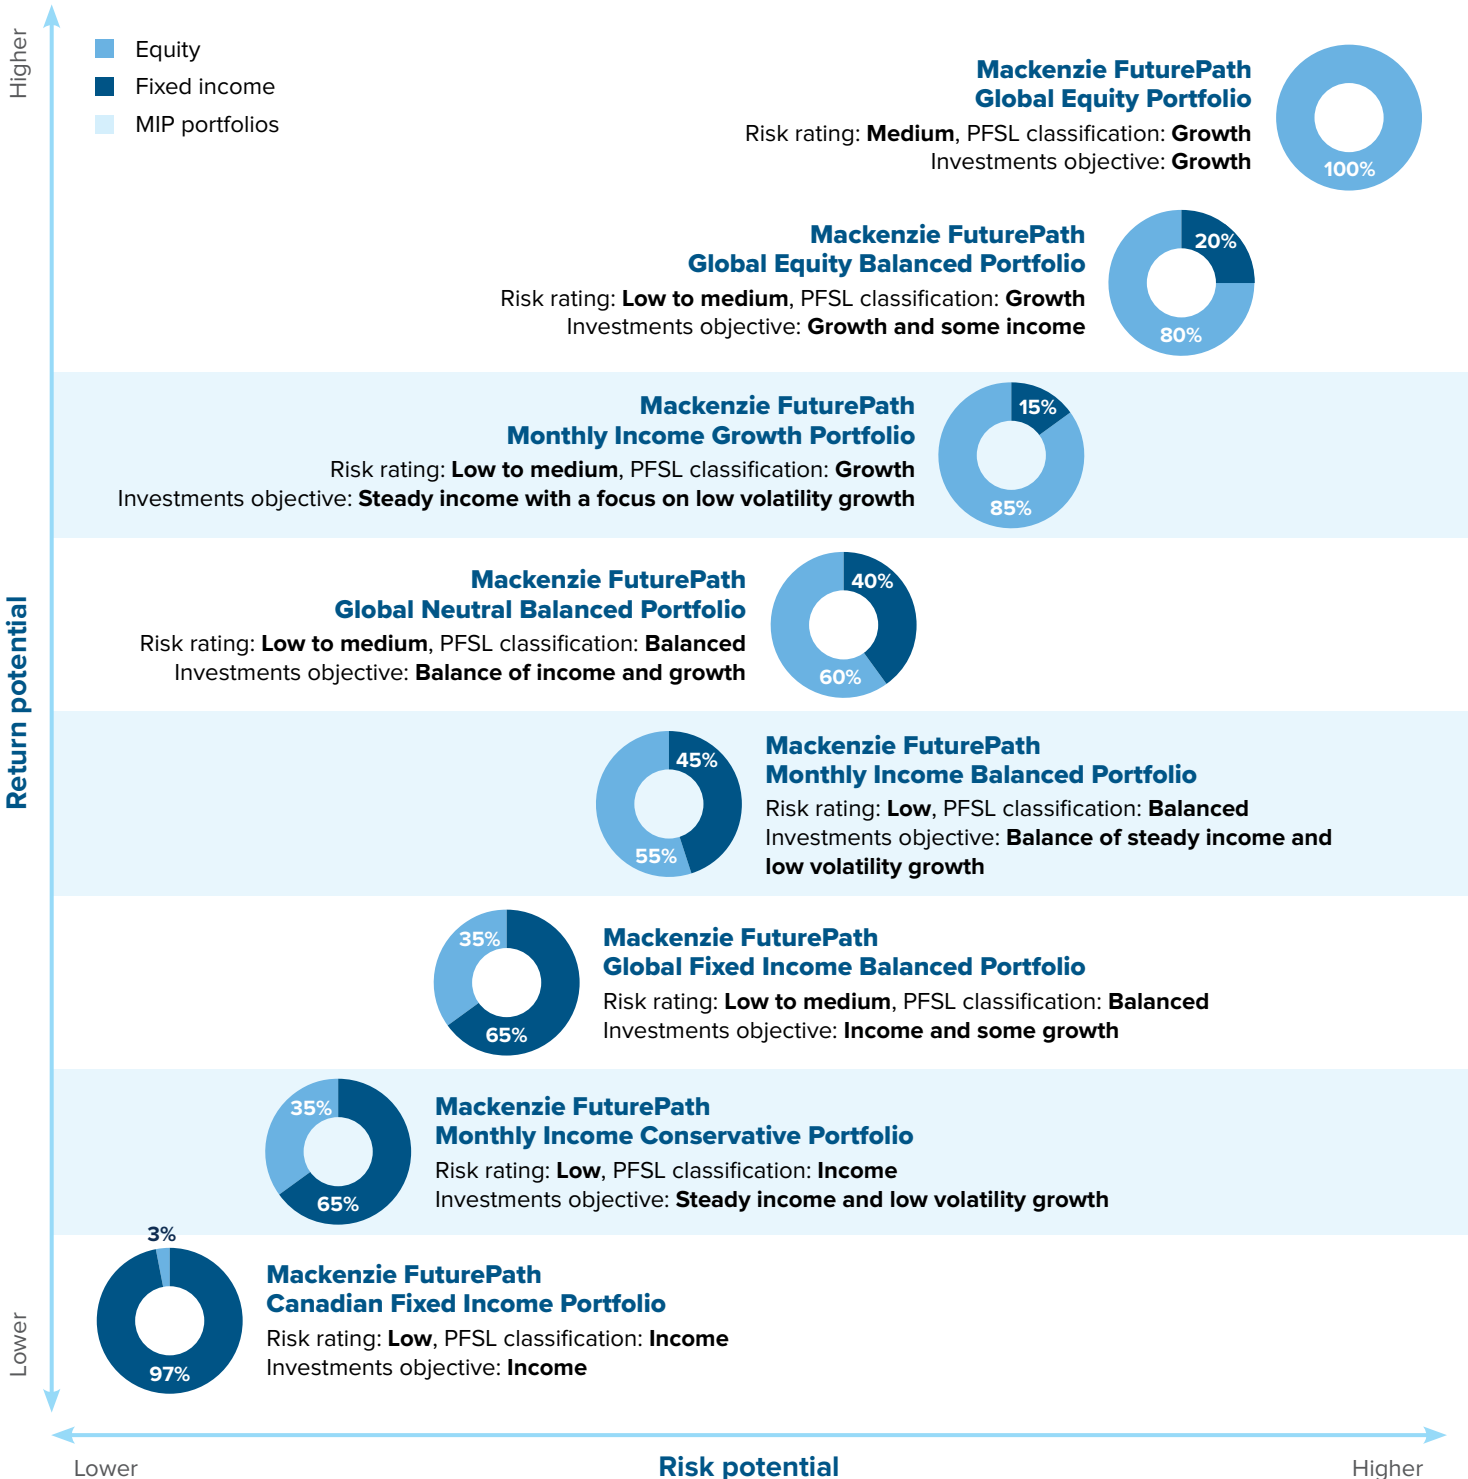 Higher
Equity
Fixed income
MIP portfolios
Mackenzie FuturePath
Global Equity Portfolio
Risk rating: Medium, PFSL classification: Growth
Investments objective: Growth
100%
Mackenzie FuturePath
Global Equity Balanced Portfolio
Risk rating: Low to medium, PFSL classification: Growth
Investments objective: Growth and some income
20%
80%
Mackenzie FuturePath
Monthly Income Growth Portfolio
Risk rating: Low to medium, PFSL classification: Growth
Investments objective: Steady income with a focus on low volatility growth
15%
85%
Mackenzie FuturePath
Global Neutral Balanced Portfolio
Risk rating: Low to medium, PFSL classification: Balanced
Investments objective: Balance of income and growth
40%
60%
Return potential
45%
55%
Mackenzie FuturePath
Monthly Income Balanced Portfolio
Risk rating: Low, PFSL classification: Balanced
Investments objective: Balance of steady income and
low volatility growth
35%
65%
Mackenzie FuturePath
Global Fixed Income Balanced Portfolio
Risk rating: Low to medium, PFSL classification: Balanced
Investments objective: Income and some growth
35%
65%
Mackenzie FuturePath
Monthly Income Conservative Portfolio
Risk rating: Low, PFSL classification: Income
Investments objective: Steady income and low volatility growth
3%
97%
Mackenzie FuturePath
Canadian Fixed Income Portfolio
Risk rating: Low, PFSL classification: Income
Investments objective: Income
Lower
Lower
Risk potential
Higher